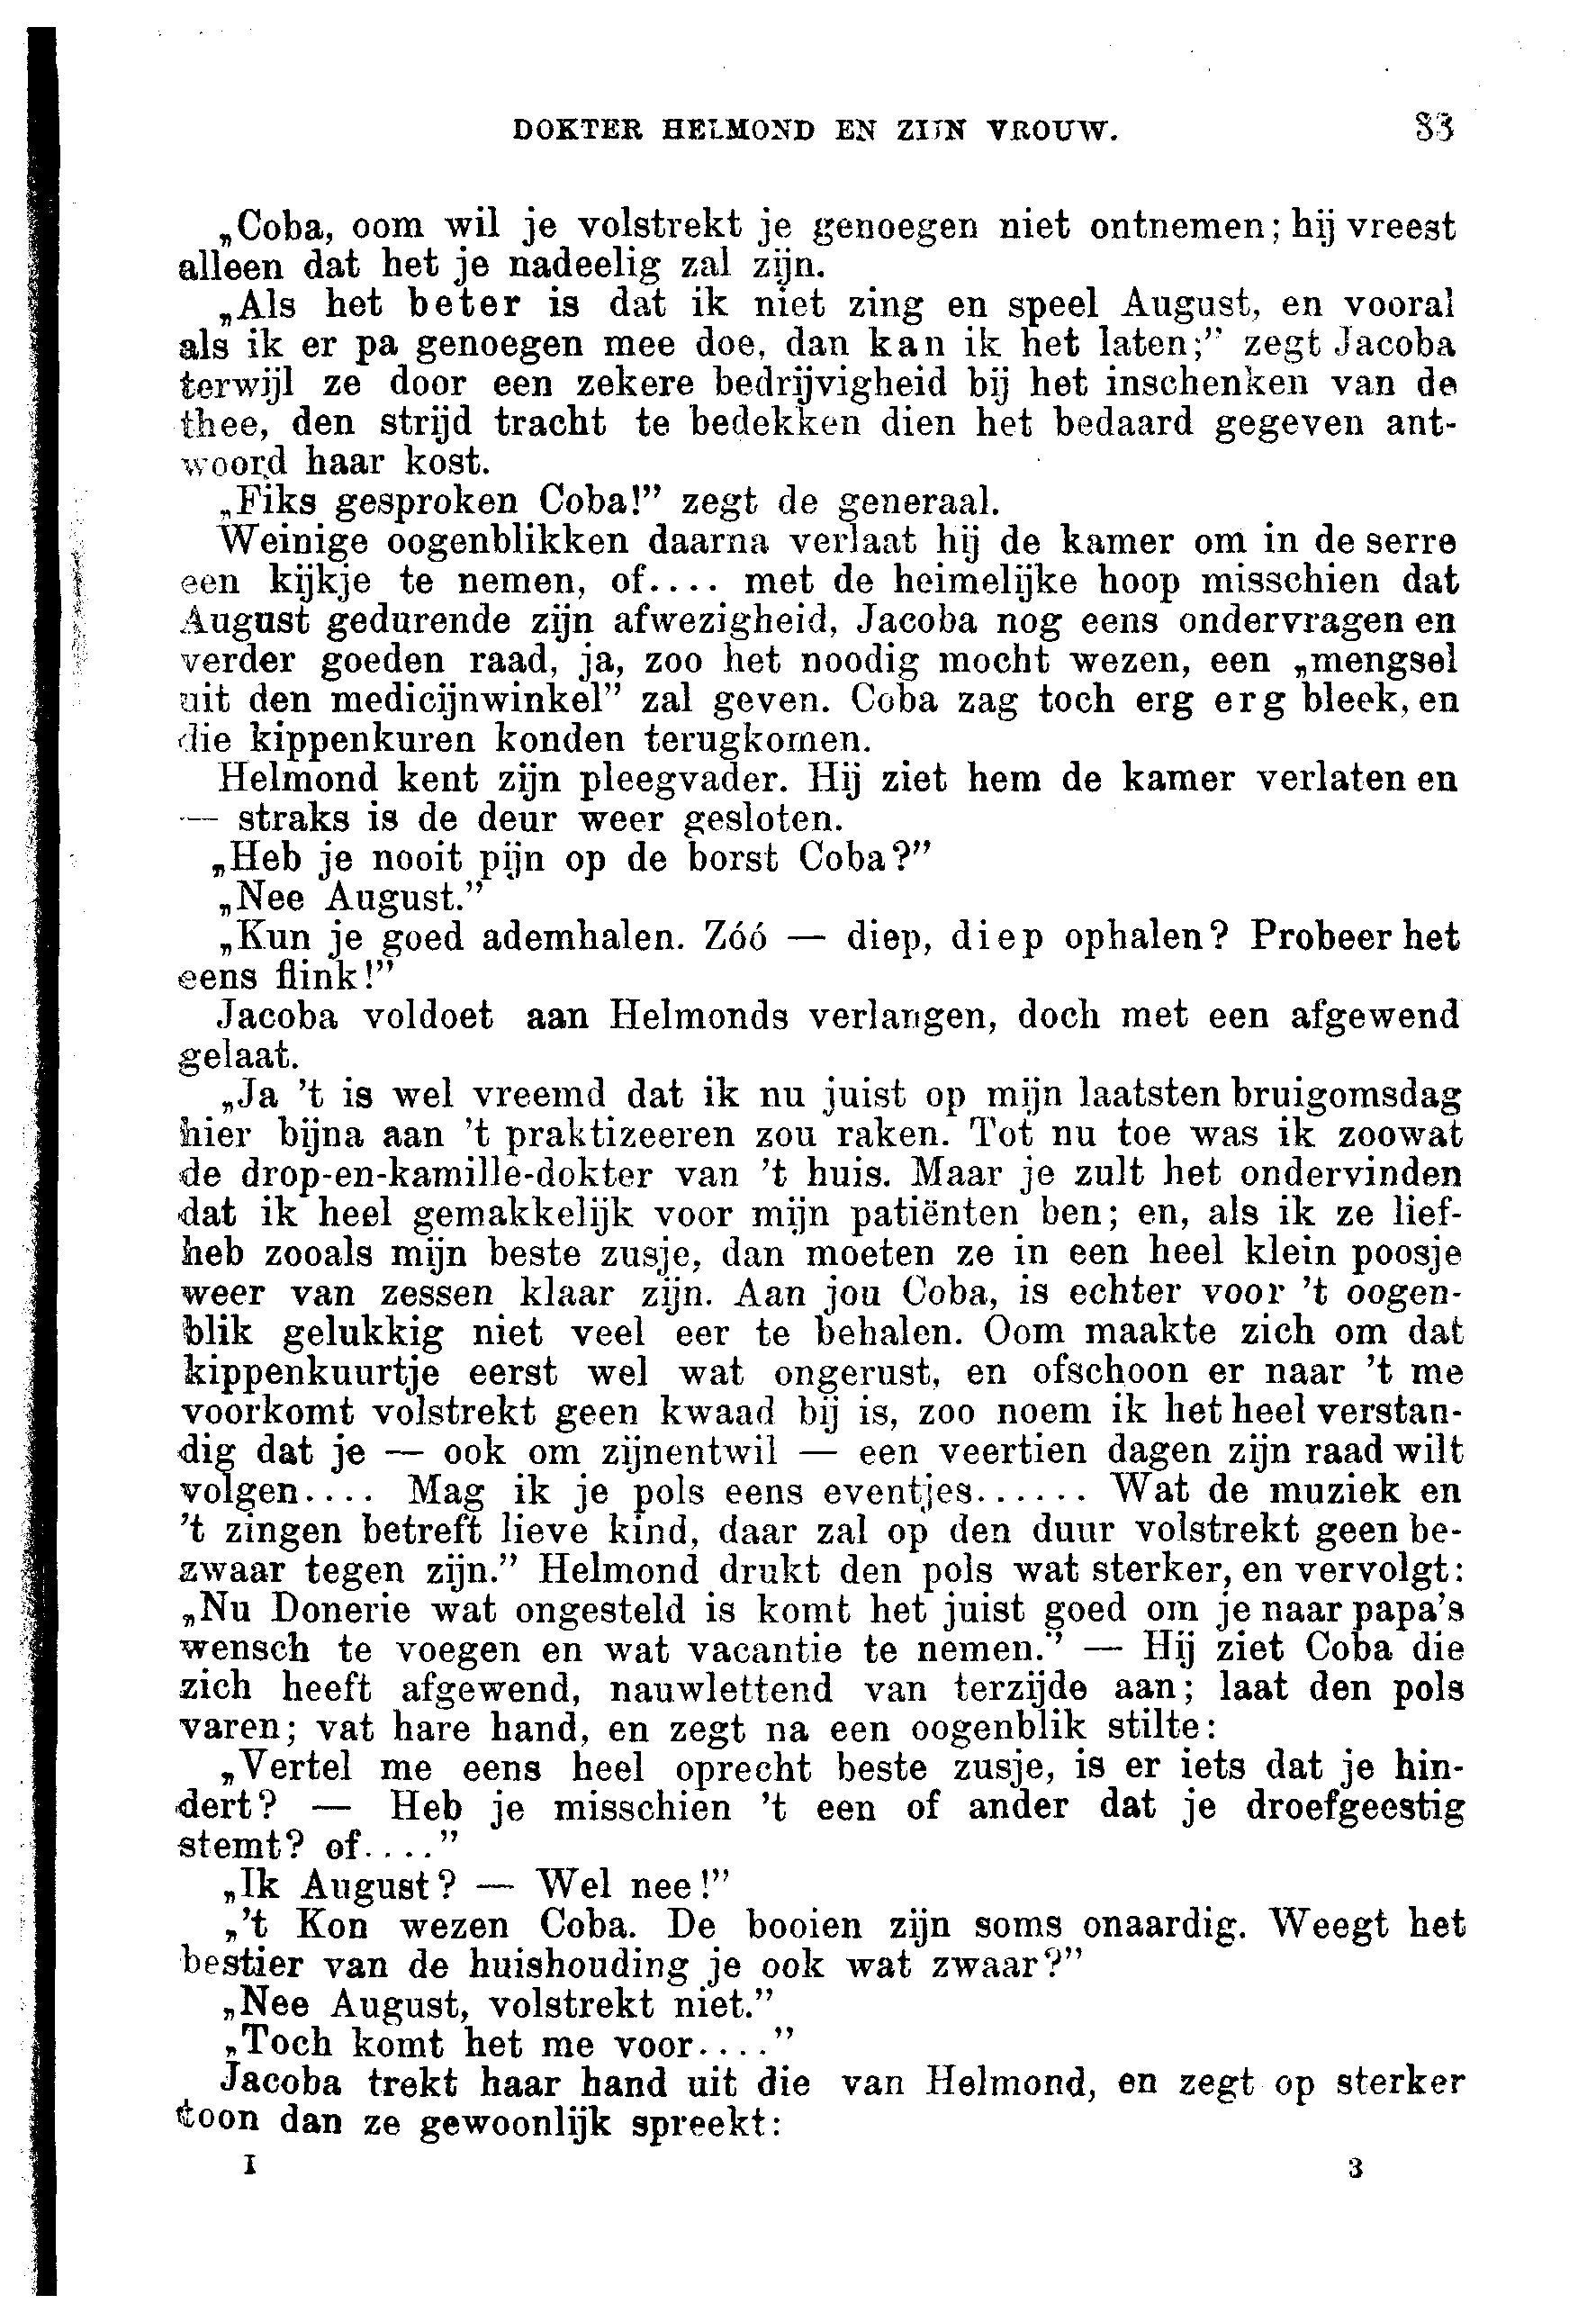 DOKTER HELMOND EN ZIJN VROUW. 33
„Coba, oom wil je volstrekt je genoegen niet ontnemen; hij vreest
alleen dat het je nadeelig zal zijn.
„Als het beter is dat ik niet zing en speel August, en vooral
als ik er pa genoegen mee doe, dan kan ik het laten;” zegt Jacoba
terwijl ze door een zekere bedrijvigheid bij het inschenken van de
thee, den strijd tracht te bedekken dien het bedaard gegeven ant-
woord haar kost.
„Fiks gesproken Coba!” zegt de generaal.
Weinige oogenblikken daarna verlaat hij de kamer om in de serre
een kijkje te nemen, of.... met de heimelijke hoop misschien dat
August gedurende zijn afwezigheid, Jacoba nog eens ondervragen en
verder goeden raad, ja, zoo het noodig mocht wezen, een „mengsel
uit den medicijnwinkel” zal geven. Coba zag toch erg erg bleek, en
die kippenkuren konden terugkomen.
Helmond kent zijn pleegvader. Hij ziet hem de kamer verlaten en
— straks is de deur weer gesloten.
„Heb je nooit pijn op de borst Coba?”
„Nee August.”
„Kun je goed ademhalen. Zóó — diep, diep ophalen? Probeer het
eens flink!”
Jacoba voldoet aan Helmonds verlangen, doch met een afgewend
gelaat.
„Ja 't is wel vreemd dat ik nu juist op mijn laatsten bruigomsdag
hier bijna aan 't praktizeeren zou raken. Tot nu toe was ik zoowat
de drop-en-kamille-dokter van 't huis. Maar je zult het ondervinden
dat ik heel gemakkelijk voor mijn patiënten ben; en, als ik ze lief-
heb zooals mijn beste zusje, dan moeten ze in een heel klein poosje
weer van zessen klaar zijn. Aan jou Coba, is echter voor 't oogen-
blik gelukkig niet veel eer te behalen. Oom maakte zich om dat
kippenkuurtje eerst wel wat ongerust, en ofschoon er naar 't me
voorkomt volstrekt geen kwaad bij is, zoo noem ik het heel verstan-
dig dat je — ook om zijnentwil — een veertien dagen zijn raad wilt
volgen.... Mag ik je pols eens eventjes...... Wat de muziek en
't zingen betreft lieve kind, daar zal op den duur volstrekt geen be-
zwaar tegen zijn.” Helmond drukt den pols wat sterker, en vervolgt:
„Nu Donerie wat ongesteld is komt het juist goed om je naar papa's
wensch te voegen en wat vacantie te nemen.” — Hij ziet Coba die
zich heeft afgewend, nauwlettend van terzijde aan; laat den pols
varen; vat hare hand, en zegt na een oogenblik stilte:
„Vertel me eens heel oprecht beste zusje, is er iets dat je hin-
dert? — Heb je misschien 't een of ander dat je droefgeestig
stemt? of....”
„Ik August? — Wel nee!”
„'t Kon wezen Coba. De booien zijn soms onaardig. Weegt het
bestier van de huishouding je ook wat zwaar?”
„Nee August, volstrekt niet.”
„Toch komt het me voor....”
Jacoba trekt haar hand uit die van Helmond, en zegt op sterker
toon dan ze gewoonlijk spreekt:
I 3